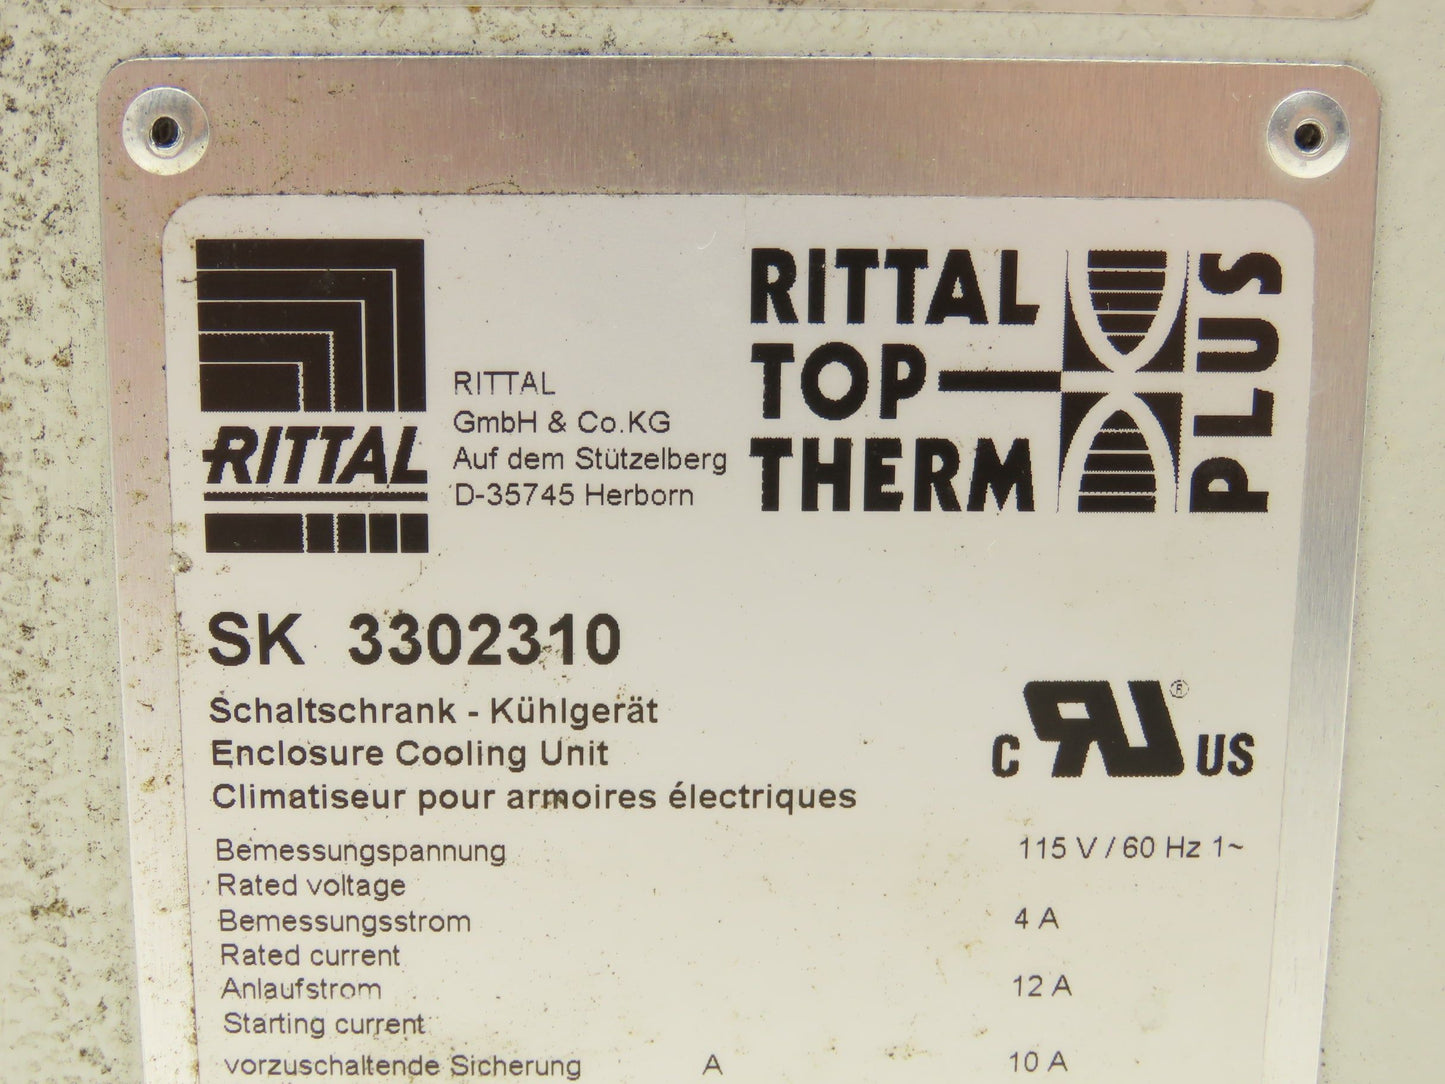 RITTAL
RITTAL
GmbH & Co.KG
Auf dem Stützelberg
D-35745 Herborn
RITTAL
TOP
THERM
PLUS
SK 3302310
Schaltschrank - Kühlgerät
Enclosure Cooling Unit
Climatiseur pour armoires électriques
C RU ® US
Bemessungspannung 115 V / 60 Hz 1~
Rated voltage
Bemessungsstrom 4 A
Rated current
Anlaufstrom 12 A
Starting current
vorzuschaltende Sicherung A 10 A